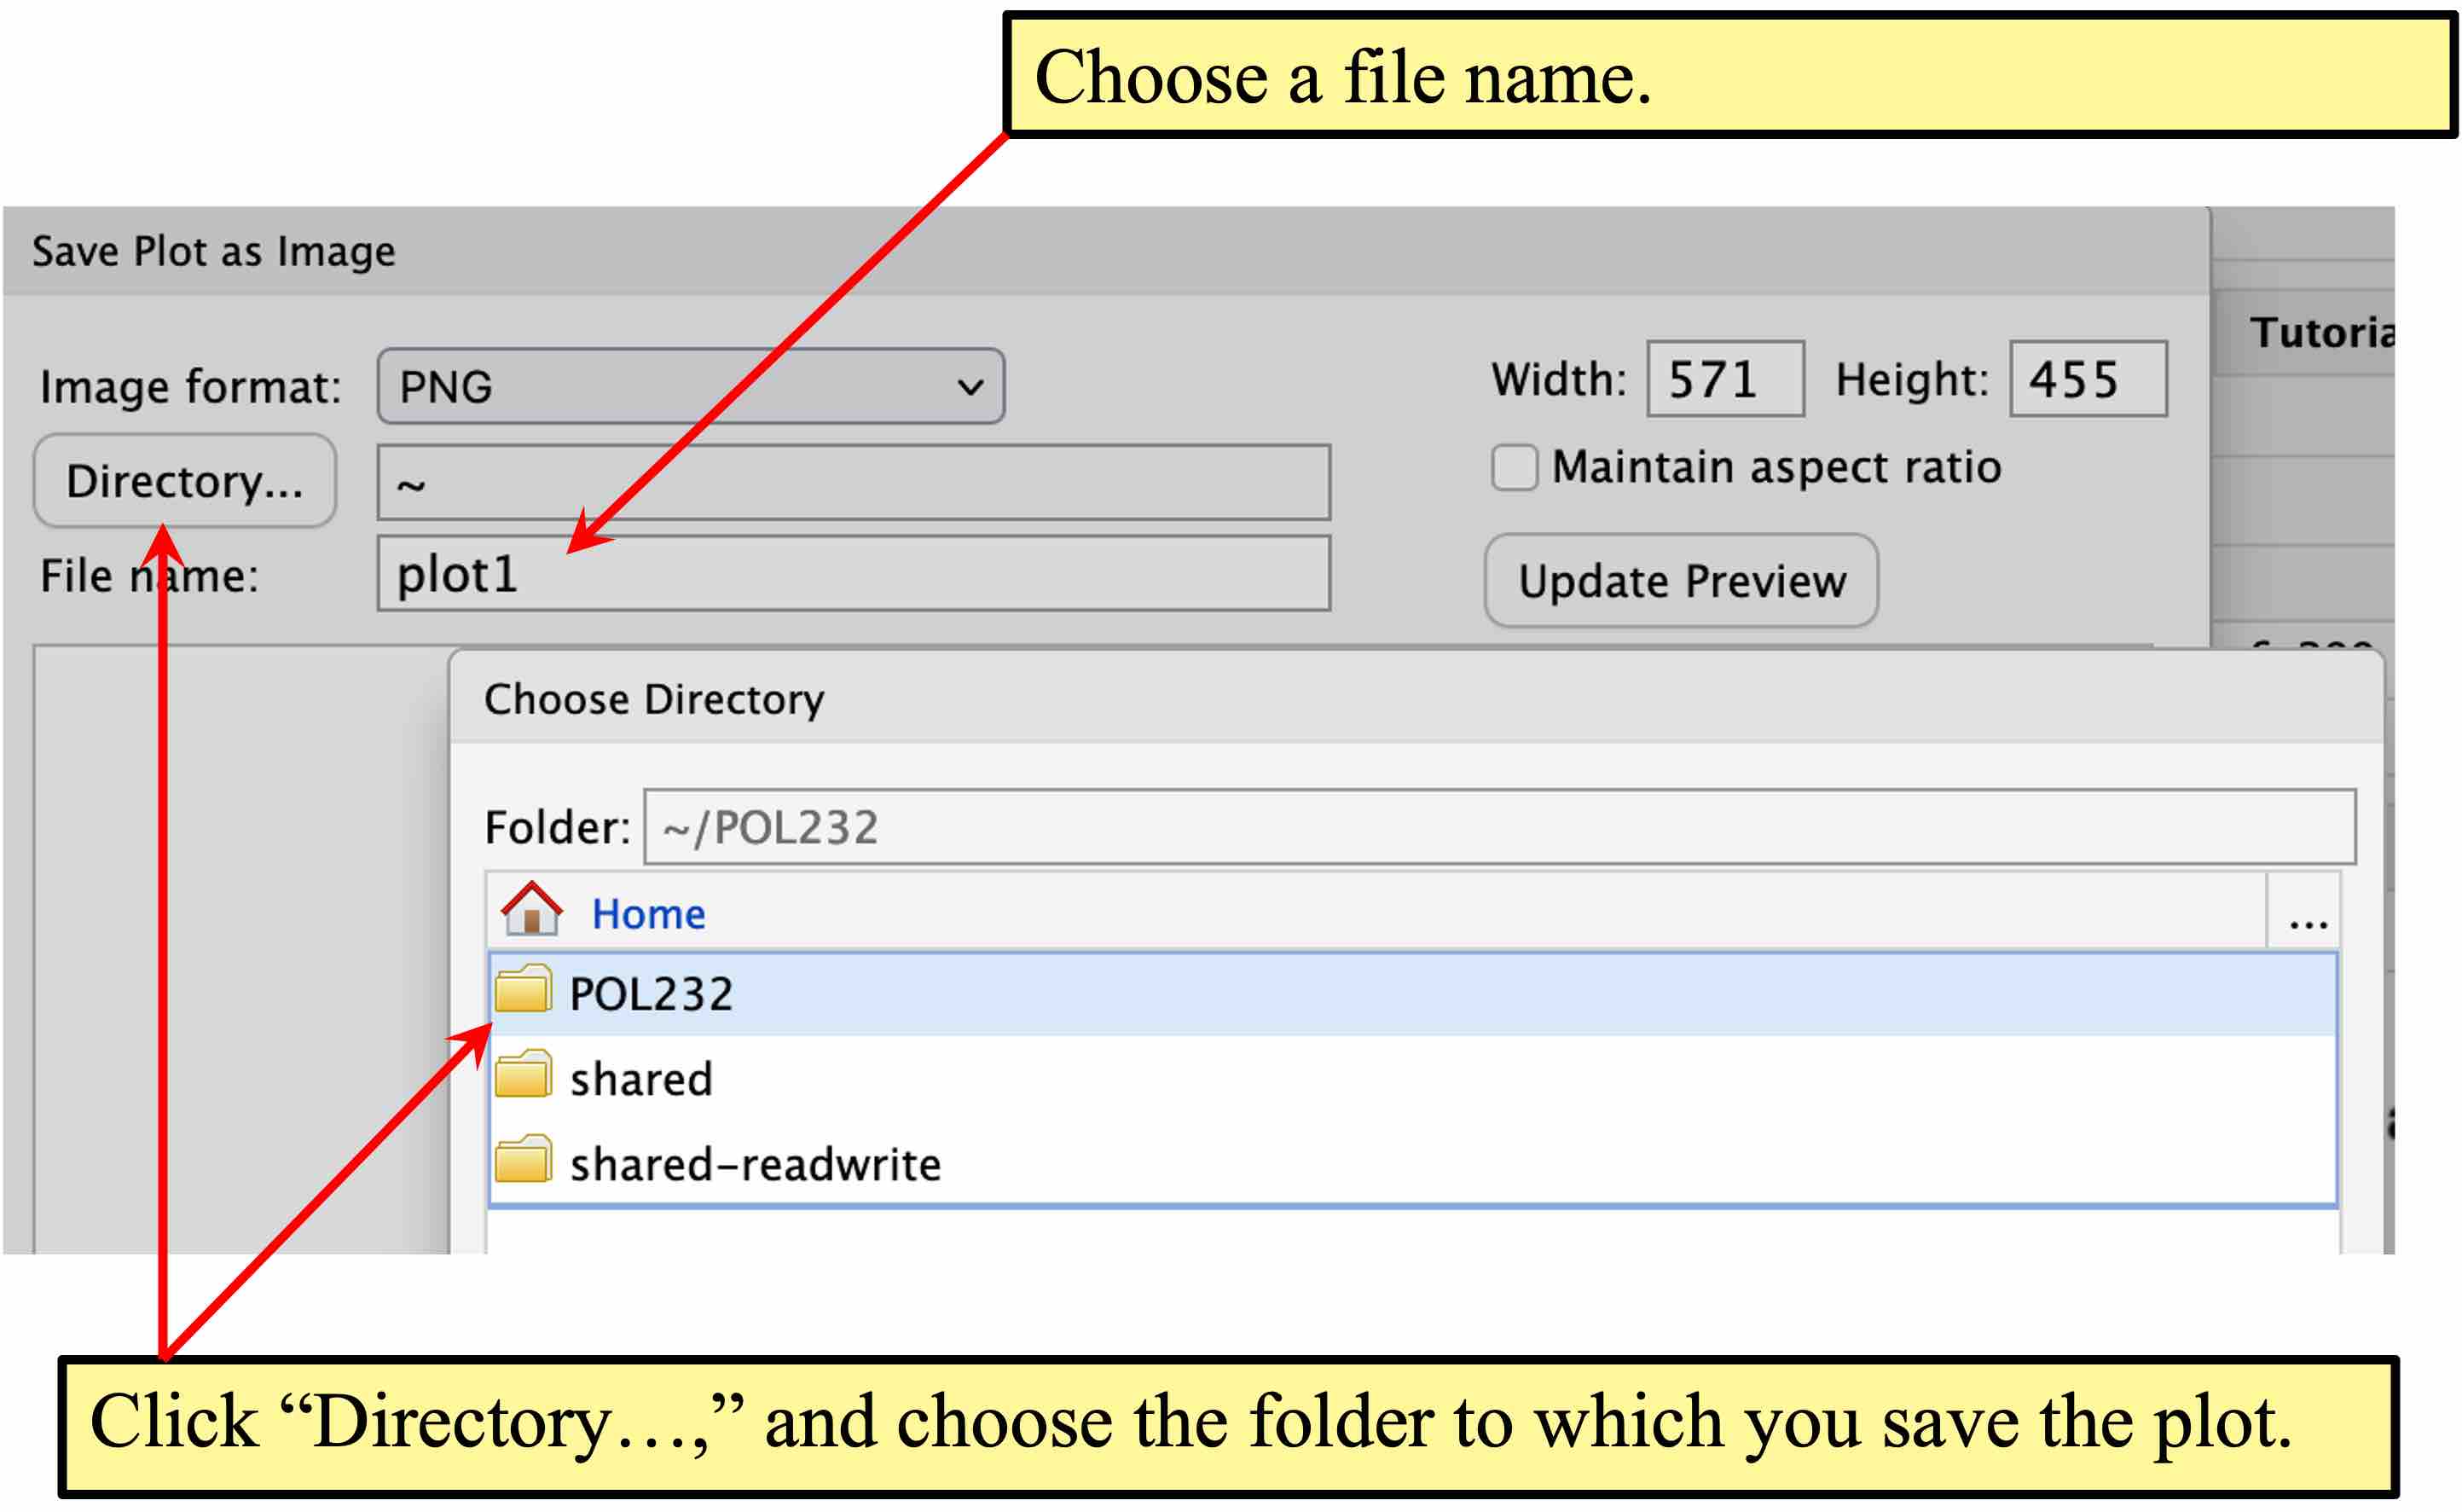 Choose a file name.
Save Plot as Image
Image format: PNG
Width: 571 Height: 455
Tutoria
Directory... ~
Maintain aspect ratio
File name: plot1
Update Preview
Choose Directory
Folder: ~/POL232
Home ...
POL232
shared
shared-readwrite
Click “Directory…,” and choose the folder to which you save the plot.